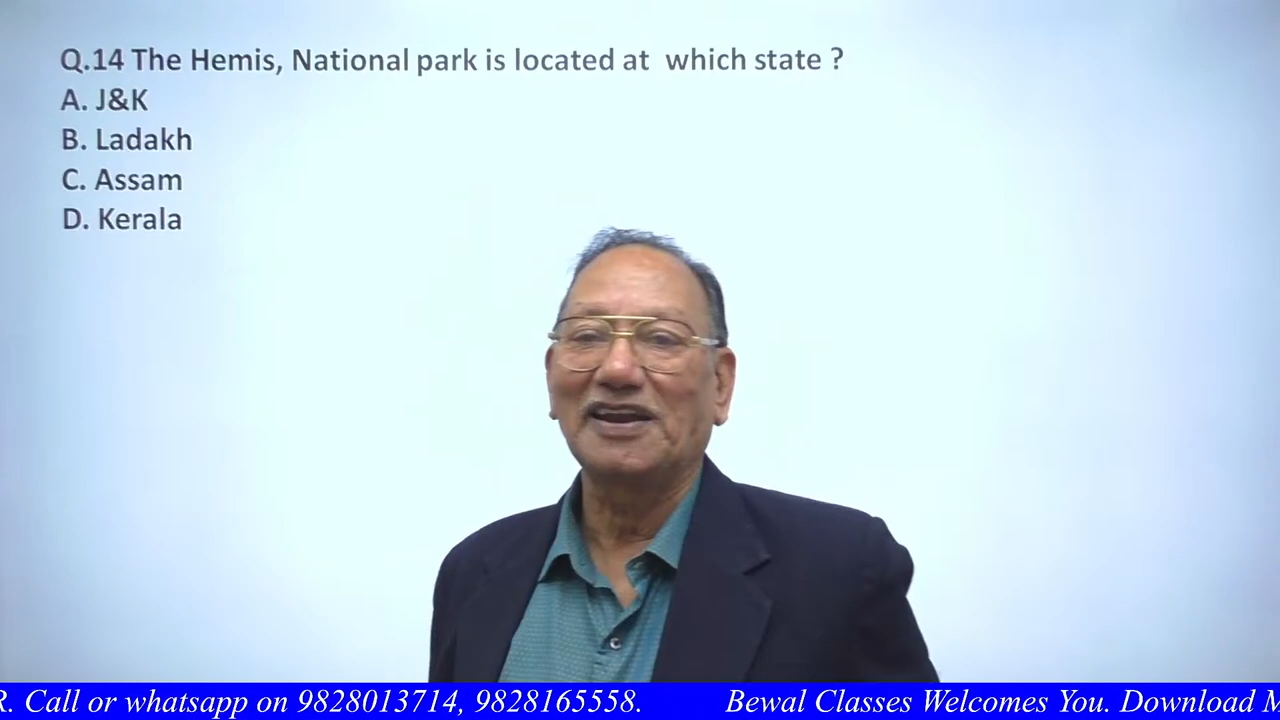 Q.14 The Hemis, National park is located at which state ?
A. J&K
B. Ladakh
C. Assam
D. Kerala
R. Call or whatsapp on 9828013714, 9828165558. Bewal Classes Welcomes You. Download M